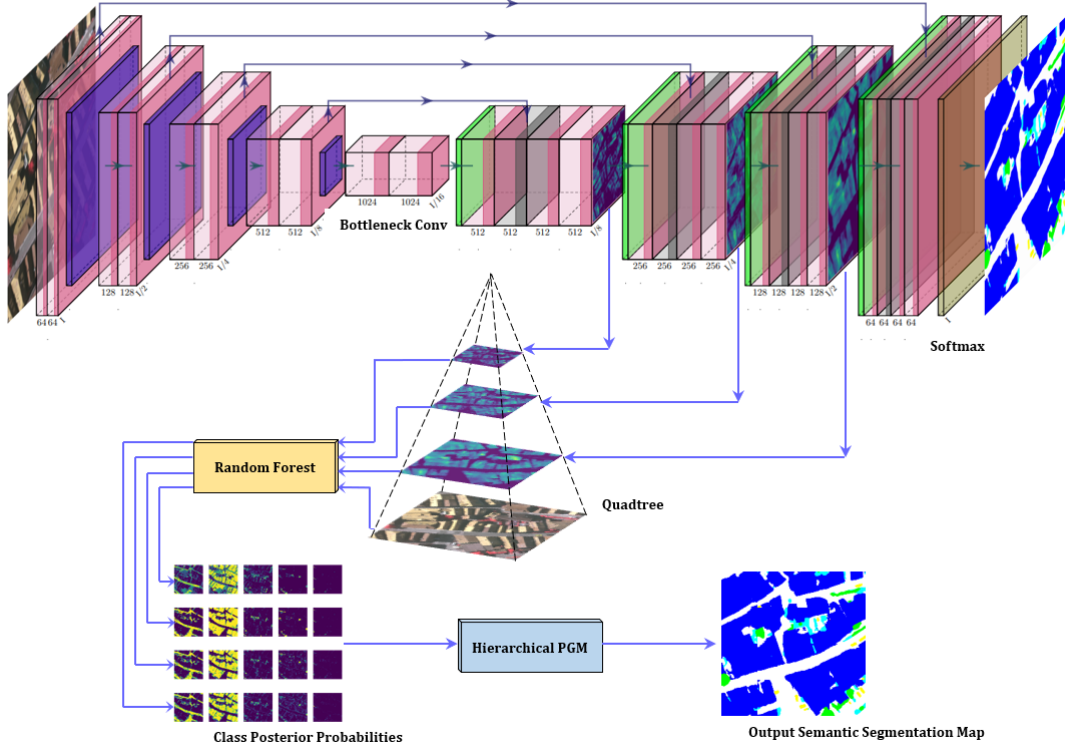 1024 1024 1/16
Bottleneck Conv
512 512 1/8
512 512 512 512 1/8
256 256 1/4
256 256 256 256 1/4
128 128 1/2
128 128 128 128 1/2
64 64 1
64 64 64 64
1
Softmax
Random Forest
Quadtree
Hierarchical PGM
Class Posterior Probabilities
Output Semantic Segmentation Map